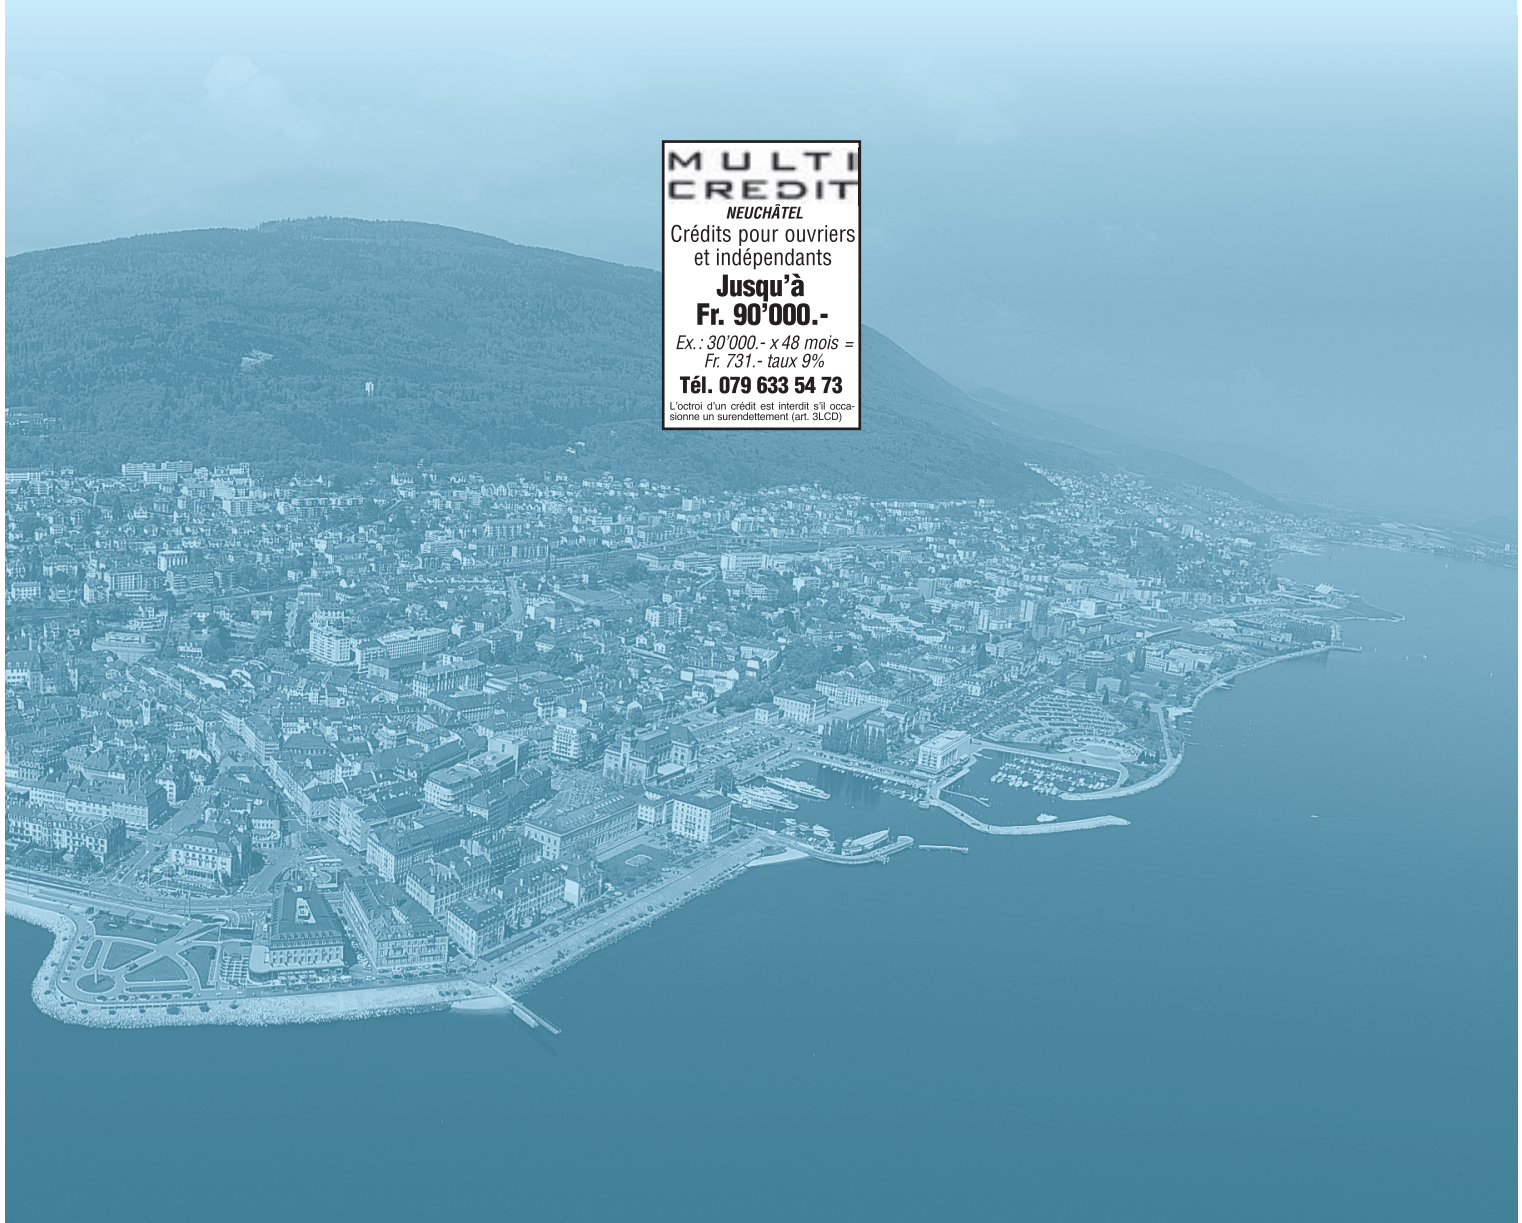 MULTI
CREDIT
NEUCHÂTEL
Crédits pour ouvriers
et indépendants
Jusqu’à
Fr. 90’000.-
Ex.: 30’000.- x 48 mois =
Fr. 731.- taux 9%
Tél. 079 633 54 73
L’octroi d’un crédit est interdit s’il occa-
sionne un surendettement (art. 3LCD)